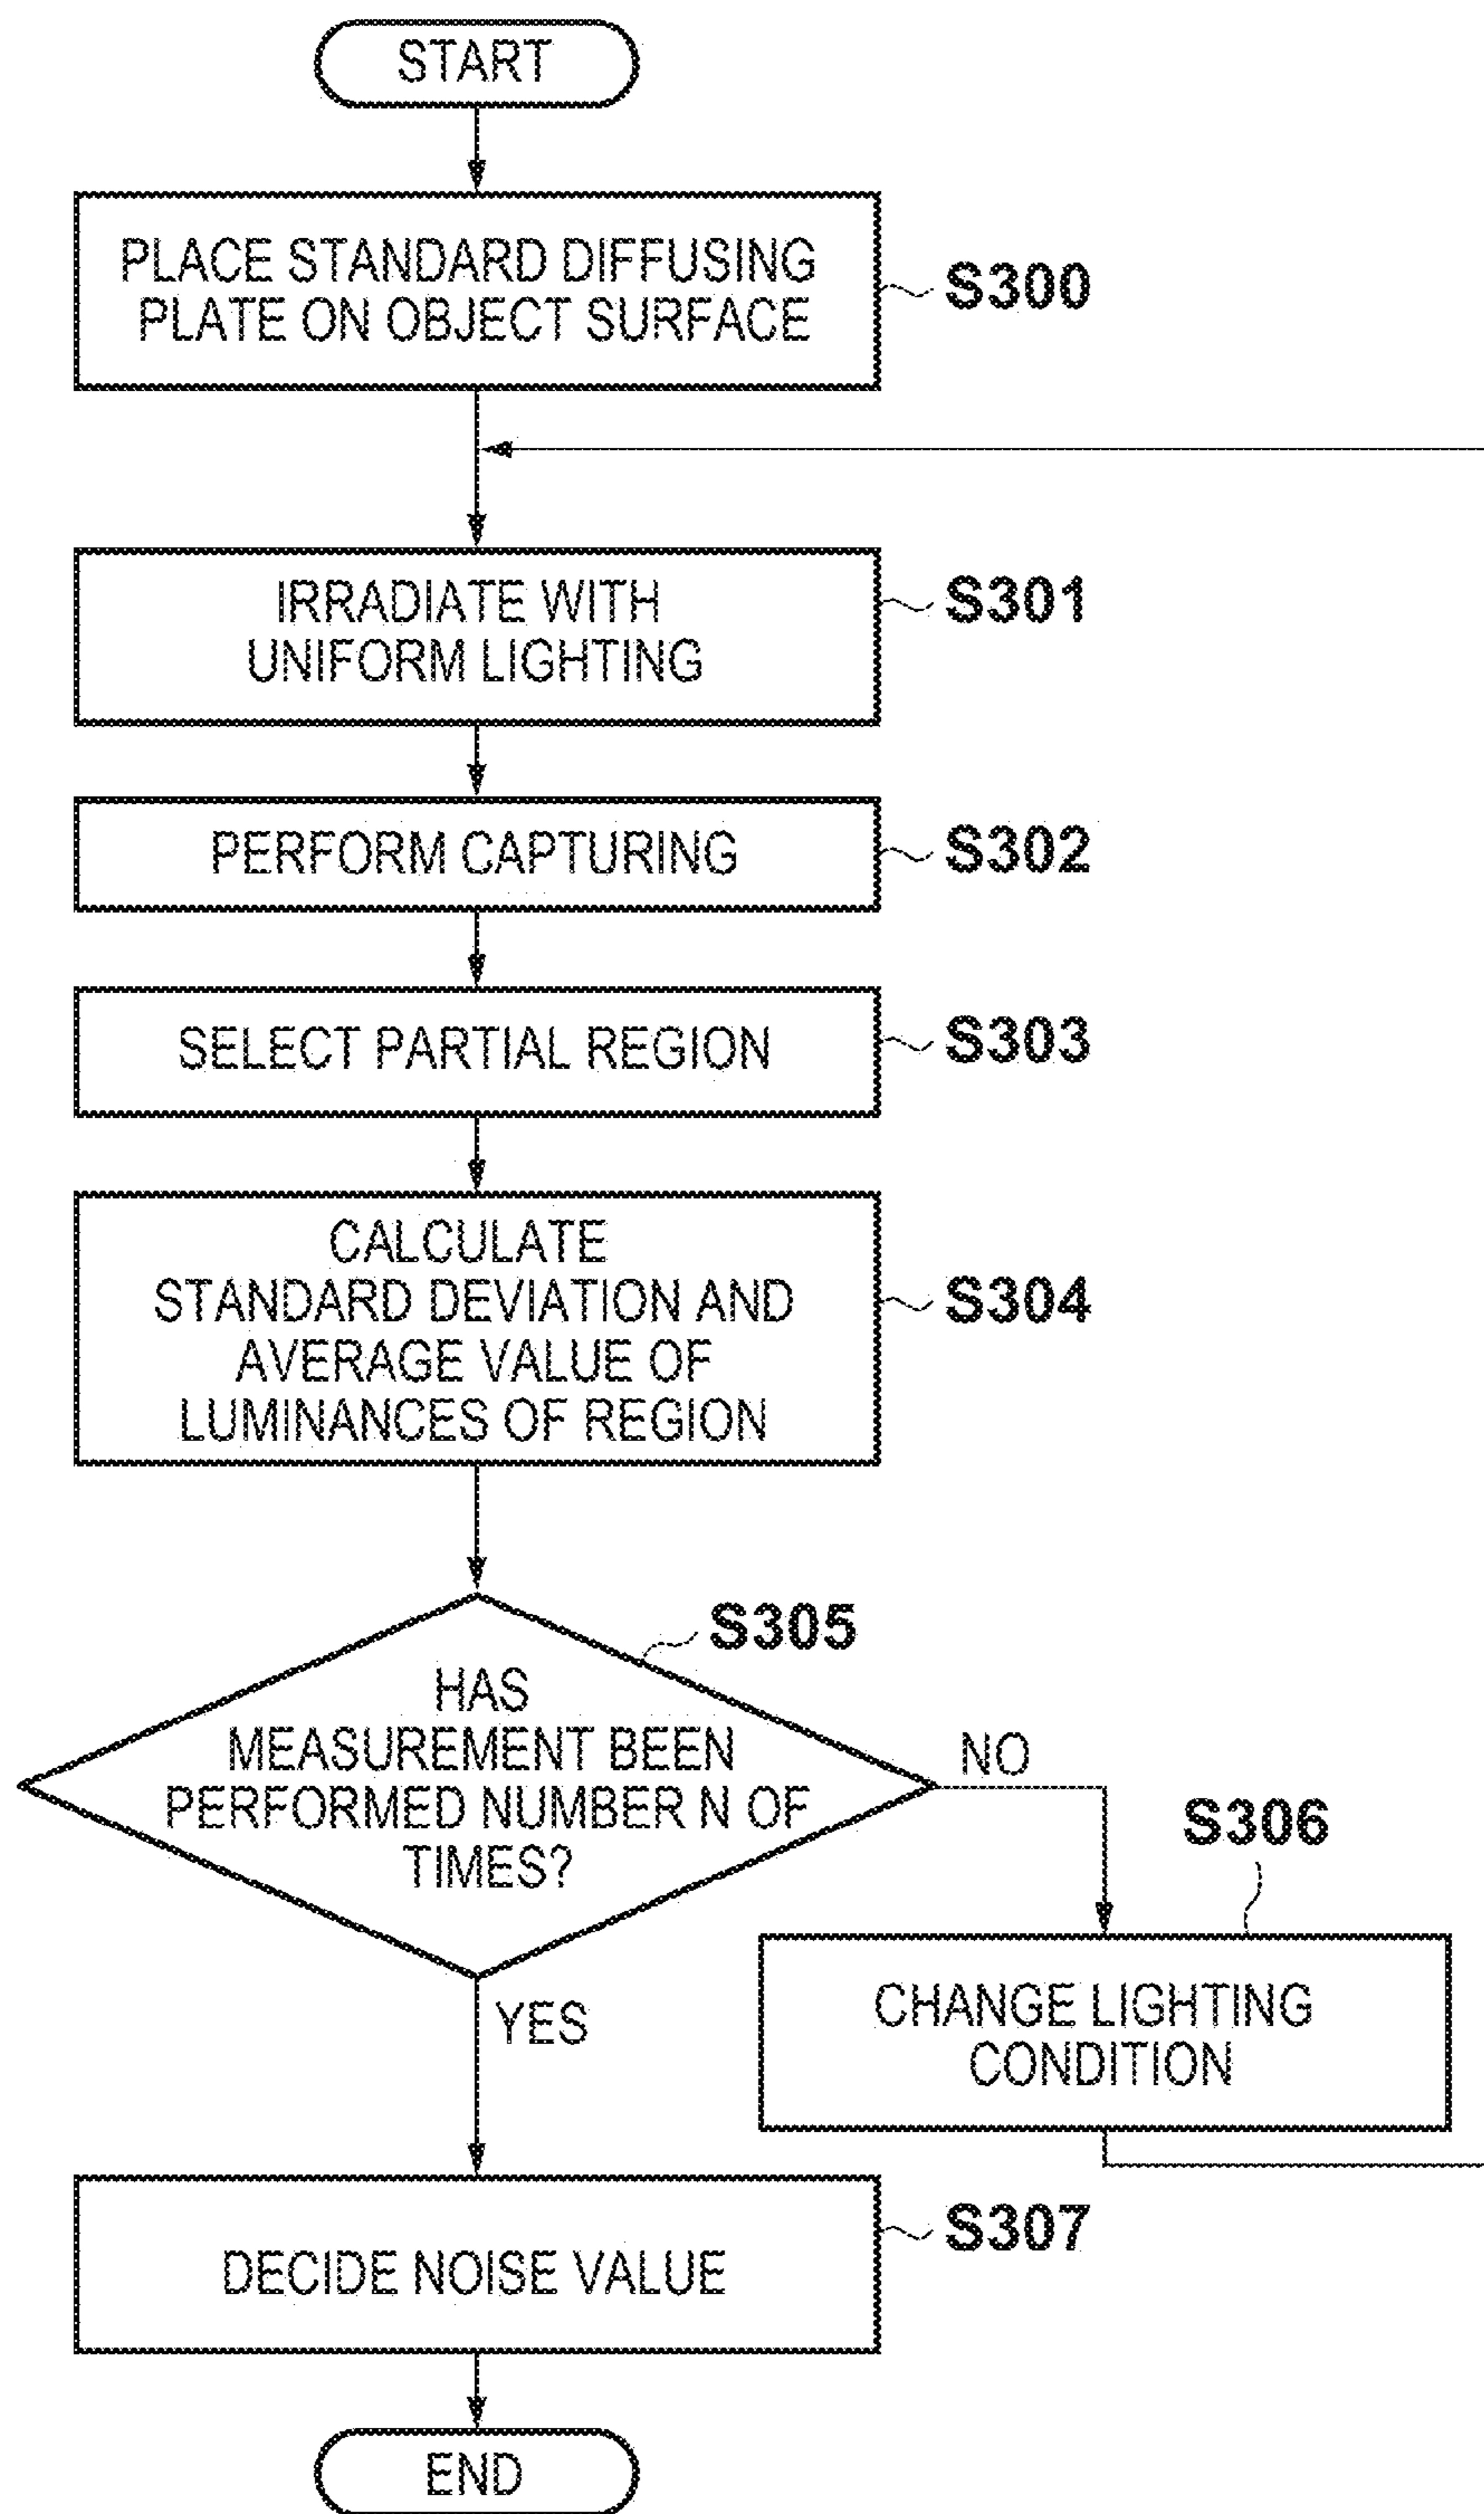 START
PLACE STANDARD DIFFUSING
PLATE ON OBJECT SURFACE
S300
IRRADIATE WITH
UNIFORM LIGHTING
S301
PERFORM CAPTURING
S302
SELECT PARTIAL REGION
S303
CALCULATE
STANDARD DEVIATION AND
AVERAGE VALUE OF
LUMINANCES OF REGION
S304
HAS
MEASUREMENT BEEN
PERFORMED NUMBER N OF
TIMES?
S305
NO
S306
CHANGE LIGHTING
CONDITION
YES
DECIDE NOISE VALUE
S307
END